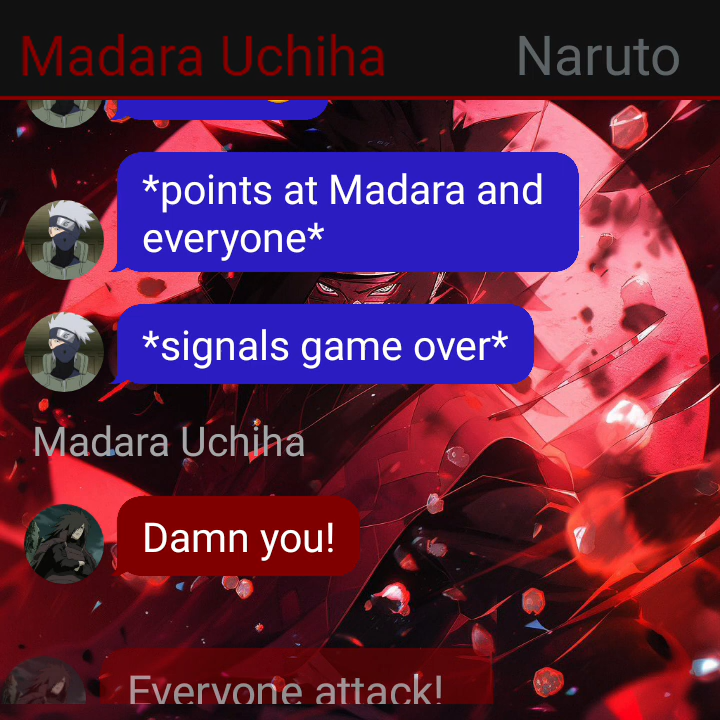 Madara Uchiha
Naruto
*points at Madara and
everyone*
*signals game over*
Madara Uchiha
Damn you!
Everyone attack!